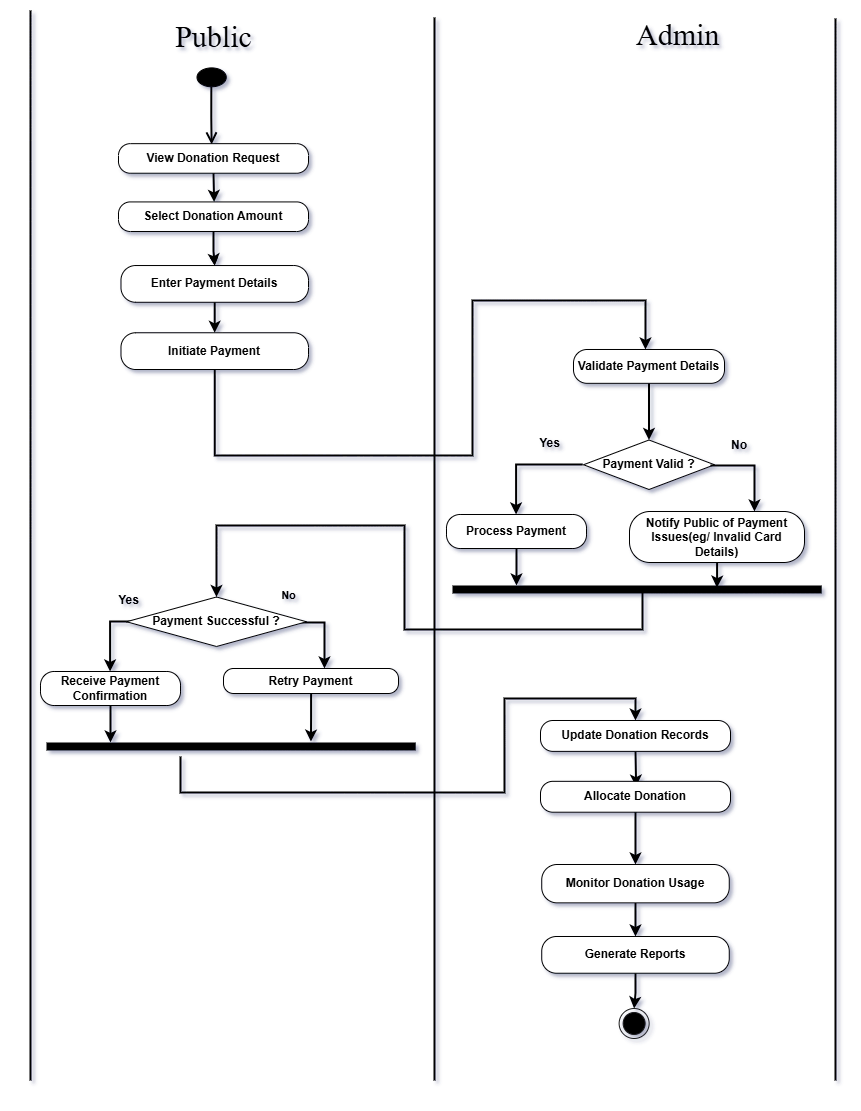 Public
Admin
View Donation Request
Select Donation Amount
Enter Payment Details
Initiate Payment
Validate Payment Details
Yes
No
Payment Valid ?
Process Payment
Notify Public of Payment
Issues(eg/ Invalid Card
Details)
Yes
No
Payment Successful ?
Receive Payment
Confirmation
Retry Payment
Update Donation Records
Allocate Donation
Monitor Donation Usage
Generate Reports